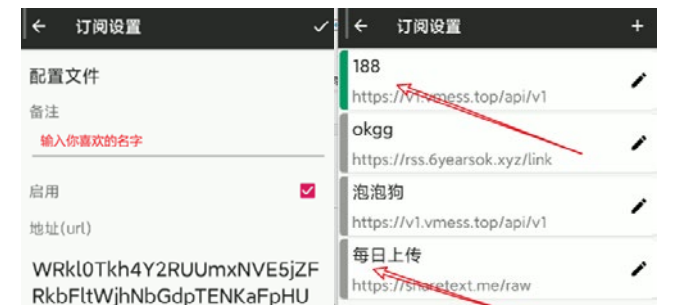 订阅设置
配置文件
备注
输入你喜欢的名字
启用
地址(url)
WRkl0Tkh4Y2RUUmxNVE5jZF
RkbFltWjhNbGdpTENKaFpHU
订阅设置
188
https://v1.vmess.top/api/v1
okgg
https://rss.6yearsok.xyz/link
泡泡狗
https://v1.vmess.top/api/v1
每日上传
https://sharetext.me/raw